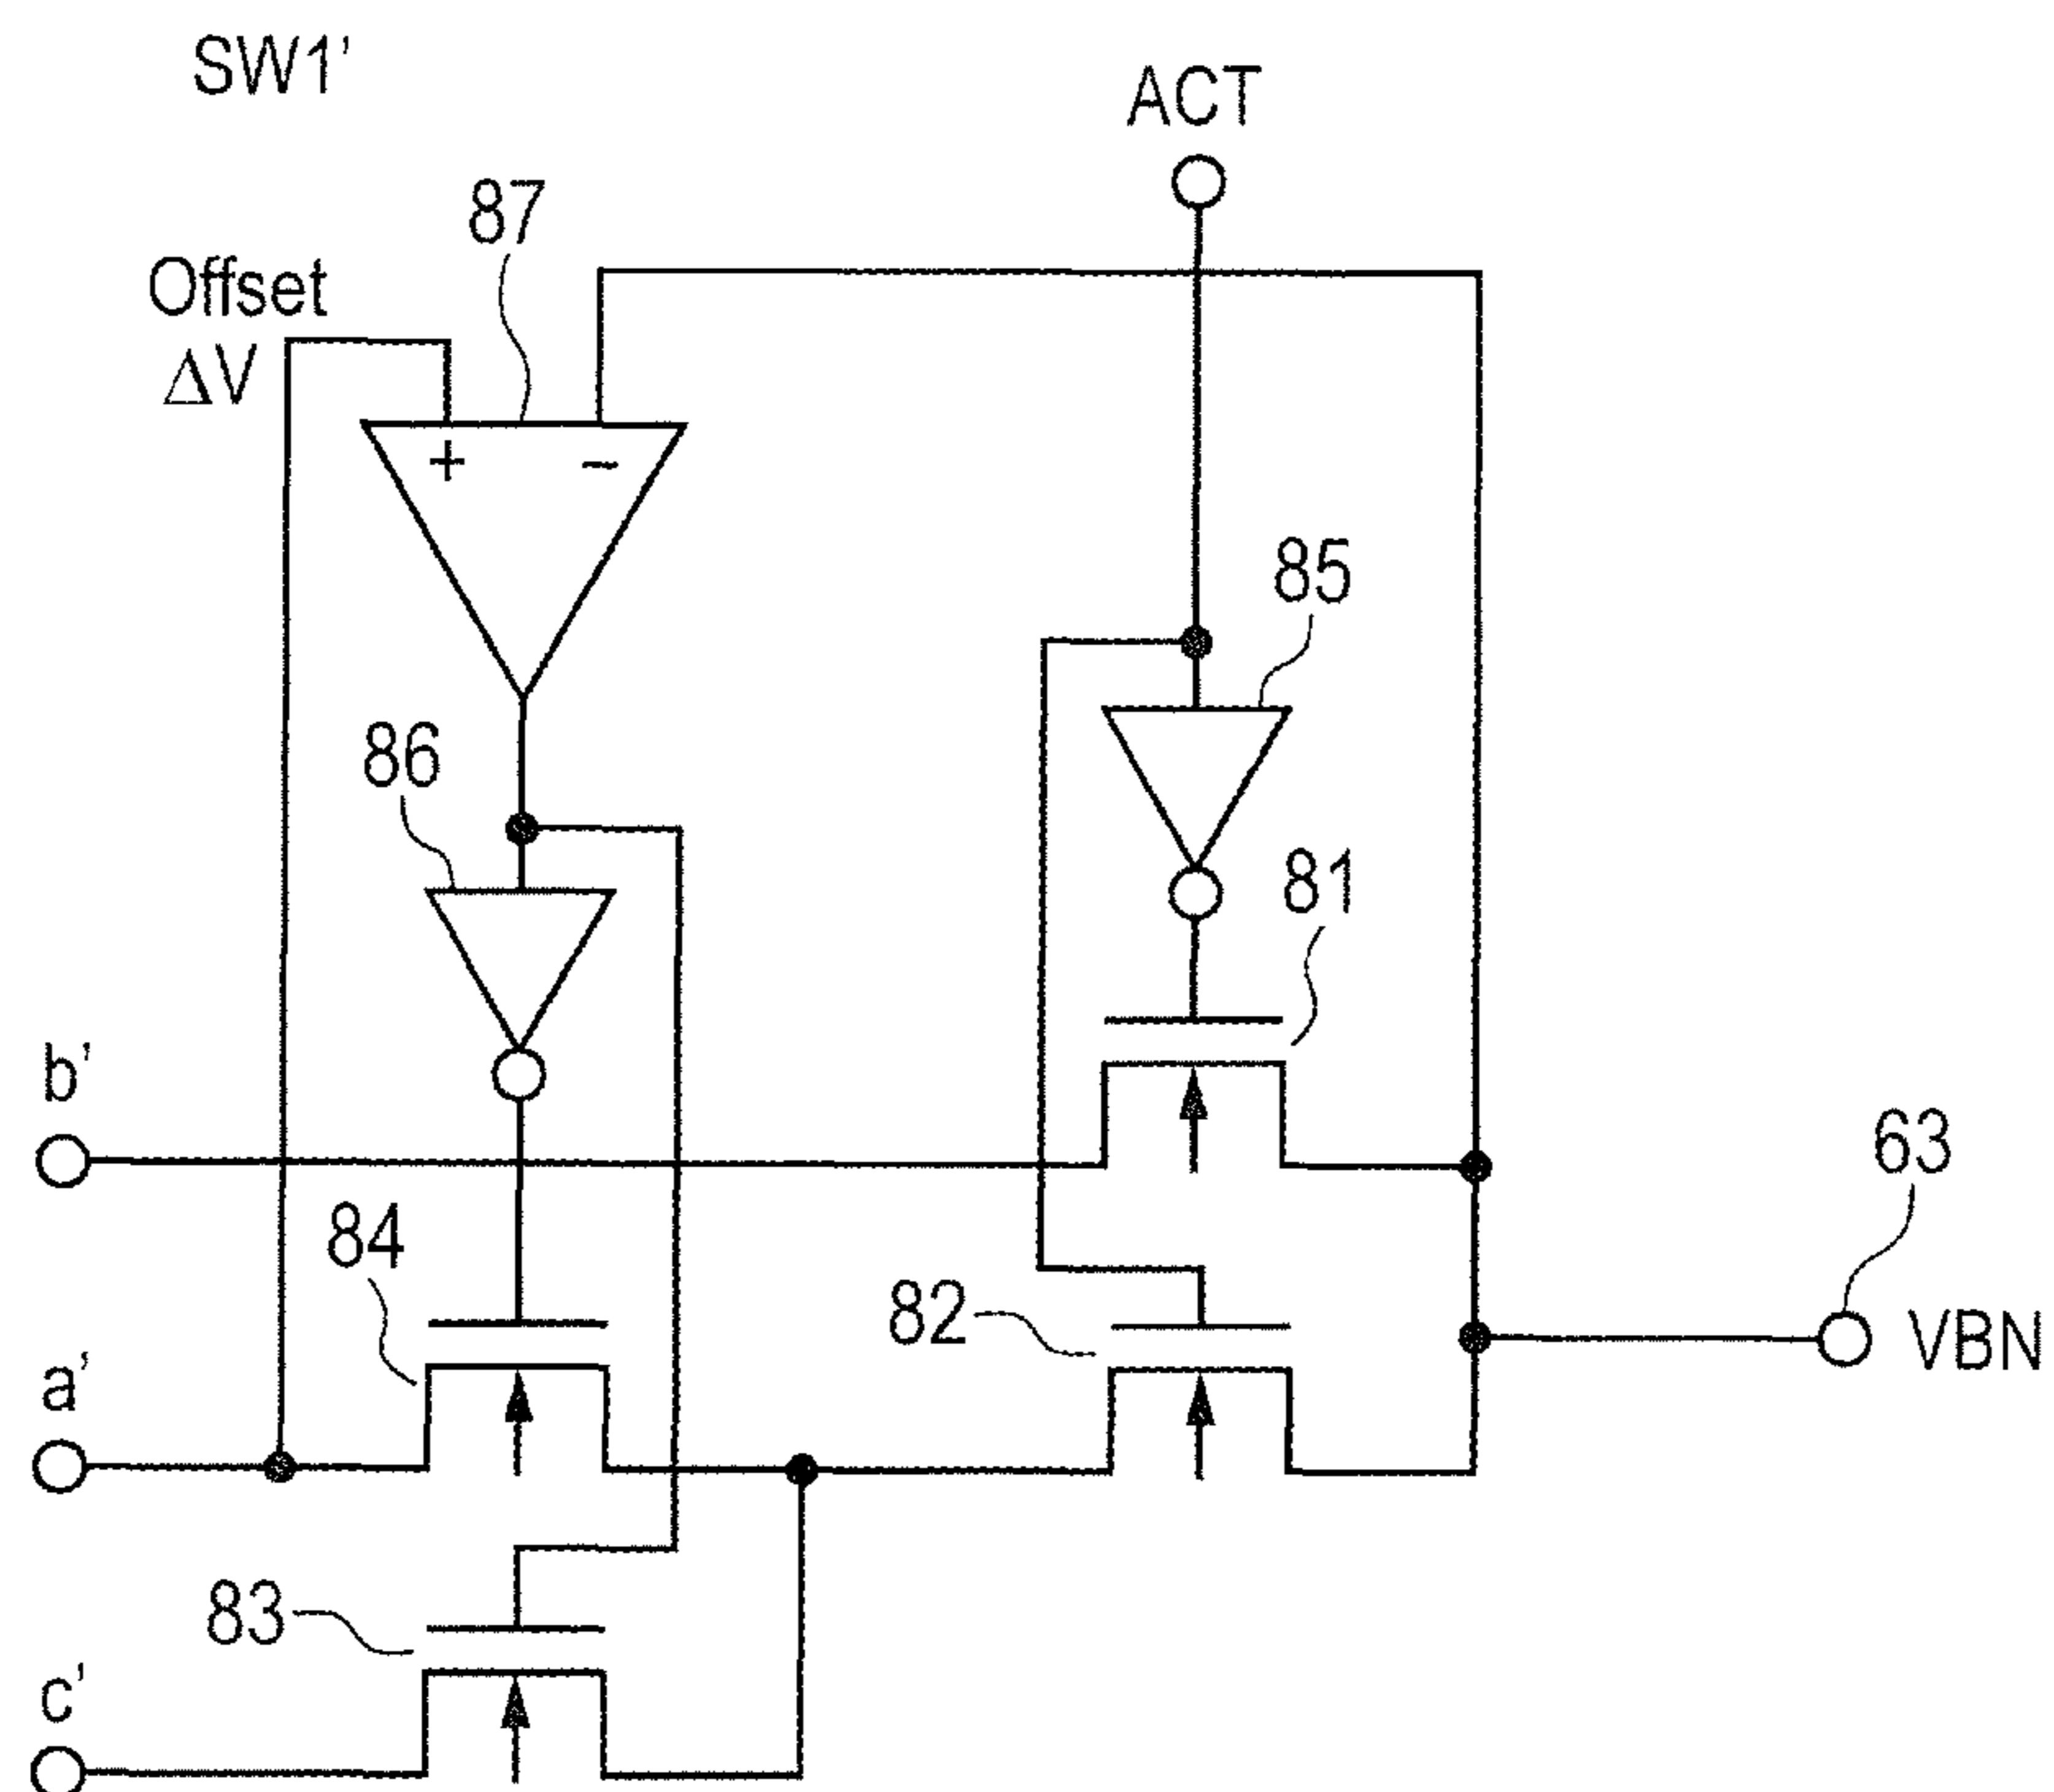 SW1'
ACT
87
Offset
ΔV
+ −
85
86
81
b'
63
84
82
VBN
a'
83
c'